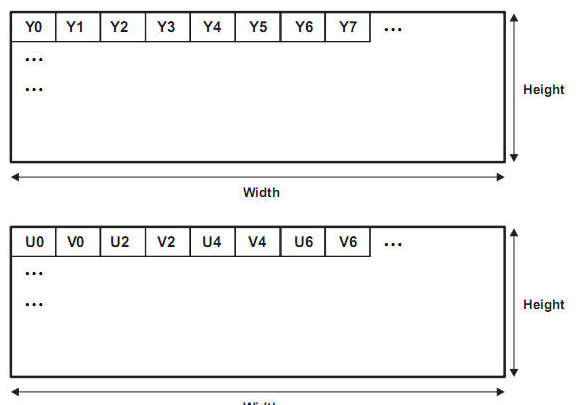 Y0 Y1 Y2 Y3 Y4 Y5 Y6 Y7 ...
...
...
Height
Width
U0 V0 U2 V2 U4 V4 U6 V6 ...
...
...
Height